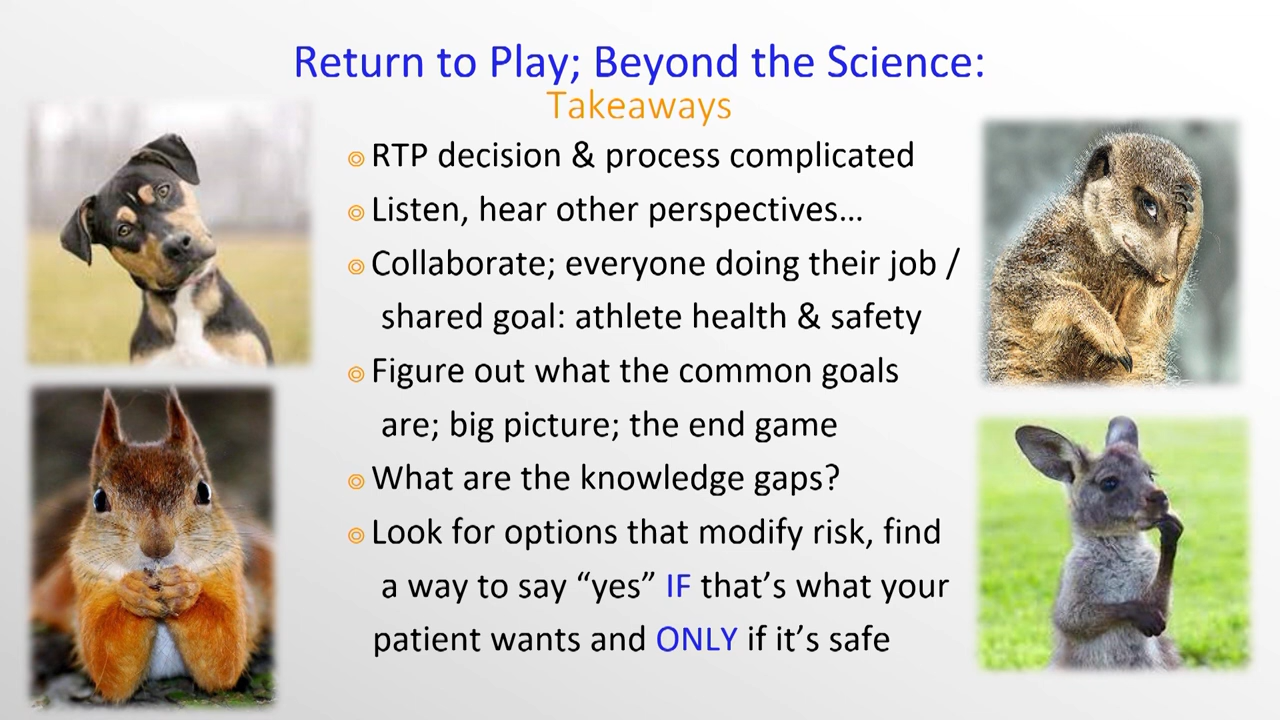 Return to Play; Beyond the Science:
Takeaways
RTP decision & process complicated
Listen, hear other perspectives…
Collaborate; everyone doing their job /
shared goal: athlete health & safety
Figure out what the common goals
are; big picture; the end game
What are the knowledge gaps?
Look for options that modify risk, find
a way to say “yes” IF that’s what your
patient wants and ONLY if it’s safe